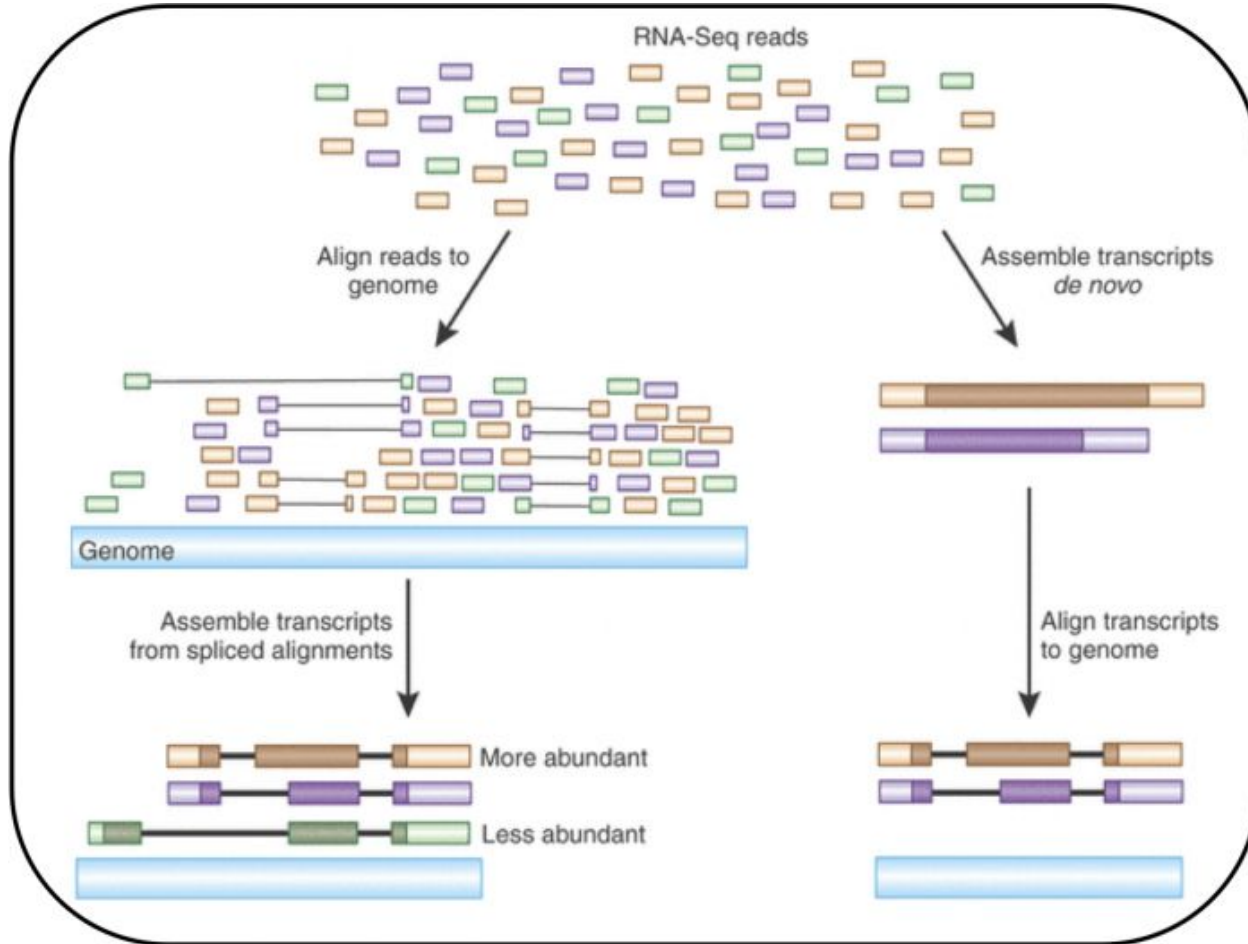 RNA-Seq reads
Align reads to
genome
Assemble transcripts
de novo
Genome
Assemble transcripts
from spliced alignments
Align transcripts
to genome
More abundant
Less abundant